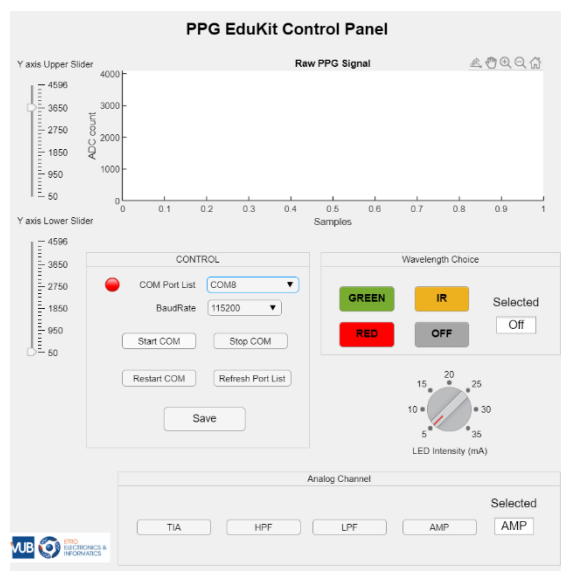 PPG EduKit Control Panel
Y axis Upper Slider
4596
3650
2750
1850
950
50
Raw PPG Signal
ADC count
4000
3000
2000
1000
0 0.1 0.2 0.3 0.4 0.5 0.6 0.7 0.8 0.9 1
Samples
Y axis Lower Slider
4596
3650
2750
1850
950
50
CONTROL
COM Port List COM8
BaudRate 115200
Start COM Stop COM
Restart COM Refresh Port List
Save
Wavelength Choice
GREEN IR
RED OFF
Selected
Off
5 10 15 20 25 30 35
LED Intensity (mA)
Analog Channel
TIA HPF LPF AMP
Selected
AMP
VUB
ETRO
ELECTRONICS &
INFORMATICS